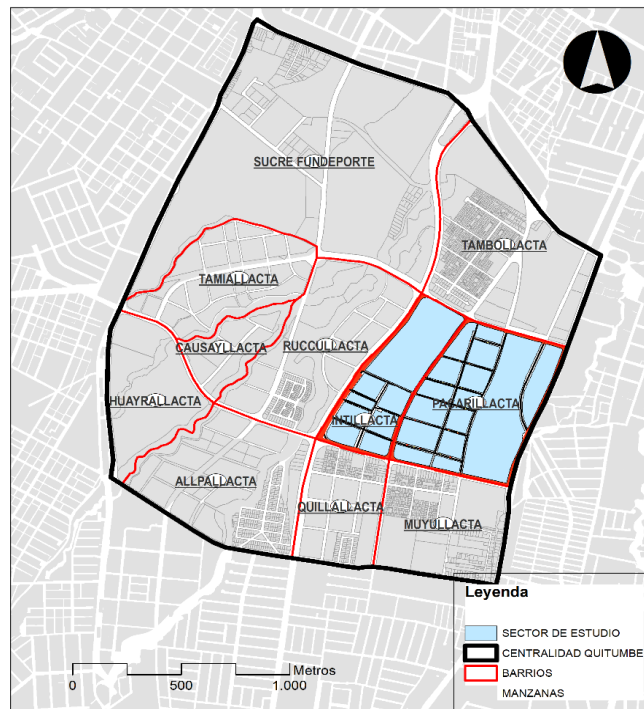 SUCRE FUNDEPORTE
TAMBOLLACTA
TAMIALLACTA
CAUSAYLLACTA
RUCCULLACTA
HUAYRALLACTA
PACARILLACTA
INTILLACTA
ALLPALLACTA
QUILLALLACTA
MUYULLACTA
Leyenda
SECTOR DE ESTUDIO
CENTRALIDAD QUITUMBE
BARRIOS
MANZANAS
Metros
0 500 1.000